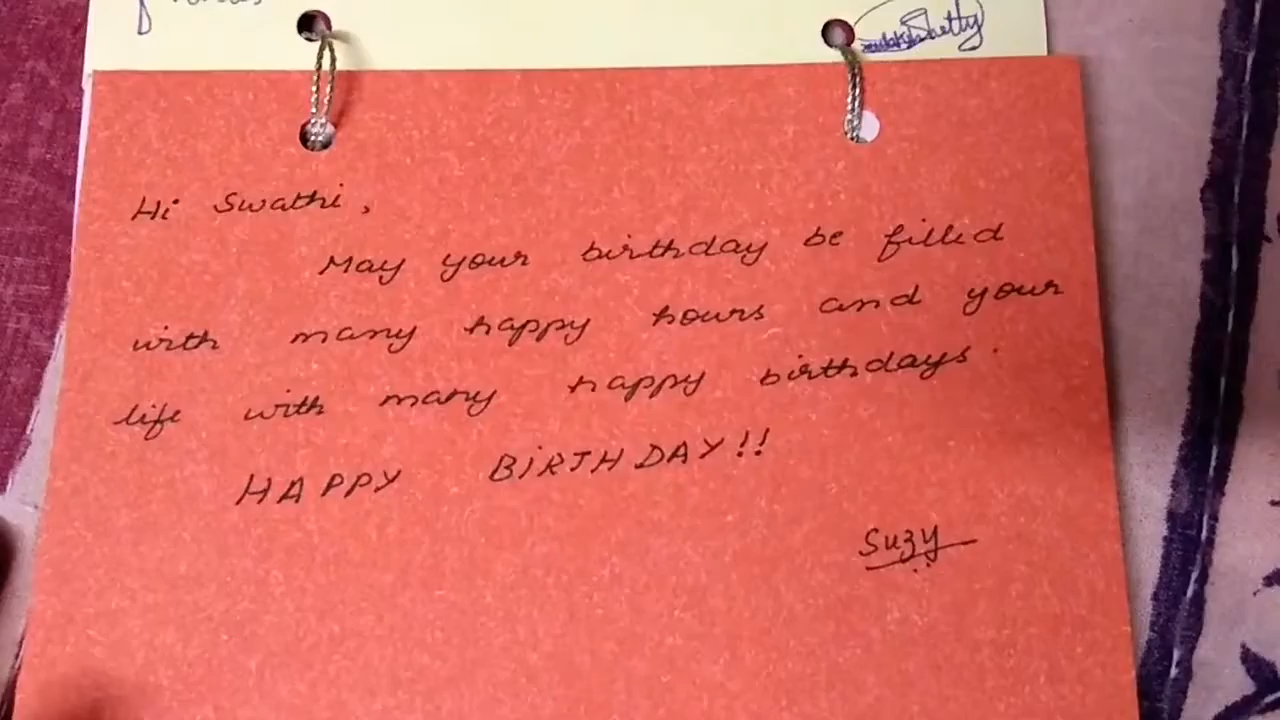 Shetty
Hi Swathi,
May your birthday be filled
with many happy hours and your
life with many happy birthdays.
HAPPY BIRTHDAY!!
Suzy